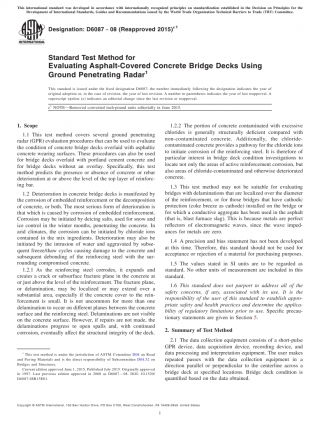 This international standard was developed in accordance with internationally recognized principles on standardization established in the Decision on Principles for the
Development of International Standards, Guides and Recommendations issued by the World Trade Organization Technical Barriers to Trade (TBT) Committee.
Designation: D6087 − 08 (Reapproved 2015)ε1
INTERNATIONAL
Standard Test Method for
Evaluating Asphalt-Covered Concrete Bridge Decks Using
Ground Penetrating Radar1
This standard is issued under the fixed designation D6087; the number immediately following the designation indicates the year of
original adoption or, in the case of revision, the year of last revision. A number in parentheses indicates the year of last reapproval. A
superscript epsilon (ε) indicates an editorial change since the last revision or reapproval.
ε1 NOTE—Removed converted inch-pound units editorially in June 2015.
1. Scope
1.1 This test method covers several ground penetrating
radar (GPR) evaluation procedures that can be used to evaluate
the condition of concrete bridge decks overlaid with asphaltic
concrete wearing surfaces. These procedures can also be used
for bridge decks overlaid with portland cement concrete and
for bridge decks without an overlay. Specifically, this test
method predicts the presence or absence of concrete or rebar
deterioration at or above the level of the top layer of reinforc-
ing bar.
1.2 Deterioration in concrete bridge decks is manifested by
the corrosion of embedded reinforcement or the decomposition
of concrete, or both. The most serious form of deterioration is
that which is caused by corrosion of embedded reinforcement.
Corrosion may be initiated by deicing salts, used for snow and
ice control in the winter months, penetrating the concrete. In
arid climates, the corrosion can be initiated by chloride ions
contained in the mix ingredients. Deterioration may also be
initiated by the intrusion of water and aggravated by subse-
quent freeze/thaw cycles causing damage to the concrete and
subsequent debonding of the reinforcing steel with the sur-
rounding compromised concrete.
1.2.1 As the reinforcing steel corrodes, it expands and
creates a crack or subsurface fracture plane in the concrete at
or just above the level of the reinforcement. The fracture plane,
or delamination, may be localized or may extend over a
substantial area, especially if the concrete cover to the rein-
forcement is small. It is not uncommon for more than one
delamination to occur on different planes between the concrete
surface and the reinforcing steel. Delaminations are not visible
on the concrete surface. However, if repairs are not made, the
delaminations progress to open spalls and, with continued
corrosion, eventually affect the structural integrity of the deck.
1 This test method is under the jurisdiction of ASTM Committee D04 on Road
and Paving Materials and is the direct responsibility of Subcommittee D04.32 on
Bridges and Structures.
Current edition approved June 1, 2015. Published July 2015. Originally approved
in 1997. Last previous edition approved in 2008 as D6087 – 08. DOI: 10.1520/
D6087-08R15E01.
1.2.2 The portion of concrete contaminated with excessive
chlorides is generally structurally deficient compared with
non-contaminated concrete. Additionally, the chloride-
contaminated concrete provides a pathway for the chloride ions
to initiate corrosion of the reinforcing steel. It is therefore of
particular interest in bridge deck condition investigations to
locate not only the areas of active reinforcement corrosion, but
also areas of chloride-contaminated and otherwise deteriorated
concrete.
1.3 This test method may not be suitable for evaluating
bridges with delaminations that are localized over the diameter
of the reinforcement, or for those bridges that have cathodic
protection (coke breeze as cathode) installed on the bridge or
for which a conductive aggregate has been used in the asphalt
(that is, blast furnace slag). This is because metals are perfect
reflectors of electromagnetic waves, since the wave imped-
ances for metals are zero.
1.4 A precision and bias statement has not been developed
at this time. Therefore, this standard should not be used for
acceptance or rejection of a material for purchasing purposes.
1.5 The values stated in SI units are to be regarded as
standard. No other units of measurement are included in this
standard.
1.6 This standard does not purport to address all of the
safety concerns, if any, associated with its use. It is the
responsibility of the user of this standard to establish appro-
priate safety and health practices and determine the applica-
bility of regulatory limitations prior to use. Specific precau-
tionary statements are given in Section 5.
2. Summary of Test Method
2.1 The data collection equipment consists of a short-pulse
GPR device, data acquisition device, recording device, and
data processing and interpretation equipment. The user makes
repeated passes with the data collection equipment in a
direction parallel or perpendicular to the centerline across a
bridge deck at specified locations. Bridge deck condition is
quantified based on the data obtained.
Copyright © ASTM International, 100 Barr Harbor Drive, PO Box C700, West Conshohocken, PA 19428-2959. United States
1